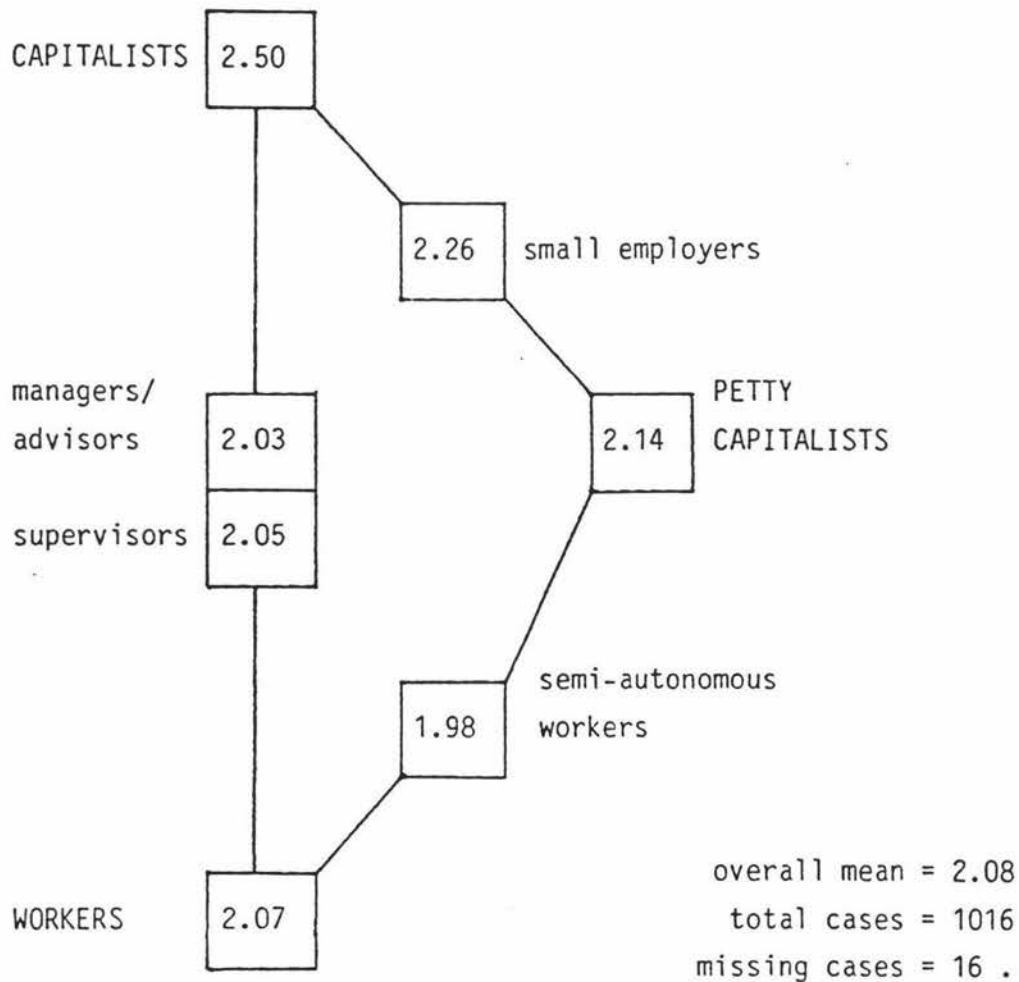 CAPITALISTS 2.50
2.26 small employers
managers/
advisors 2.03
PETTY
2.14 CAPITALISTS
supervisors 2.05
semi-autonomous
1.98 workers
WORKERS 2.07
overall mean = 2.08
total cases = 1016
missing cases = 16 .